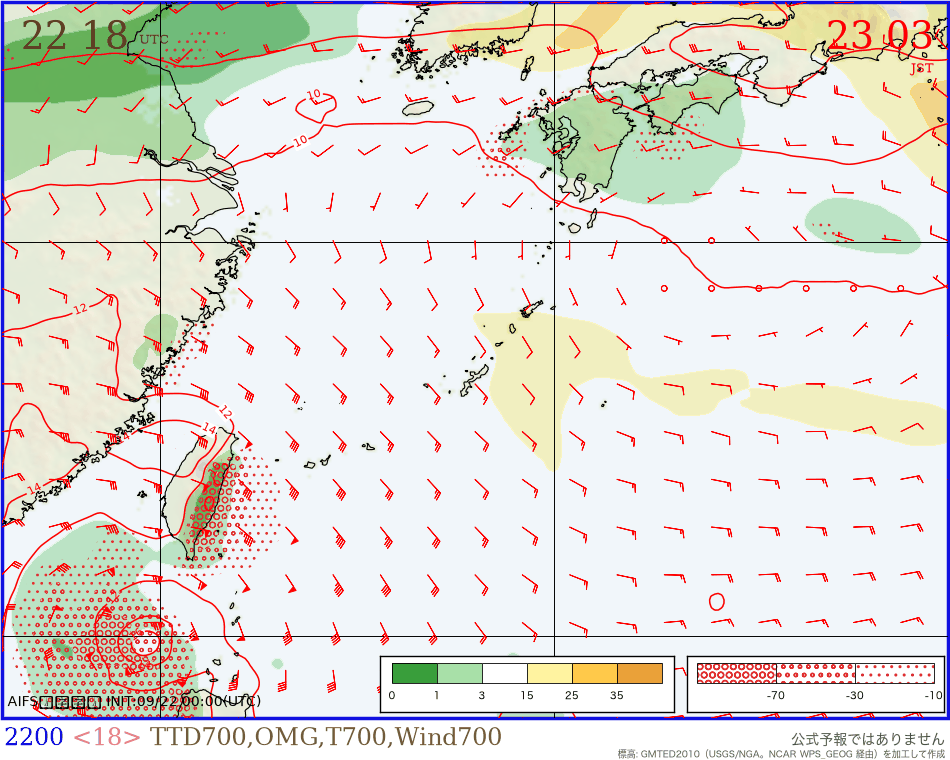 22 18 UTC
23 03
JST
10
10
12
12
14
14
14
0 1 3 15 25 35
-70 -30 -10
AIFS INIT:09/22 00:00(UTC)
2200 <18> TTD700,OMG,T700,Wind700
公式予報ではありません
標高: GMTED2010（USGS/NGA。NCAR WPS_GEOG 経由）を加工して作成